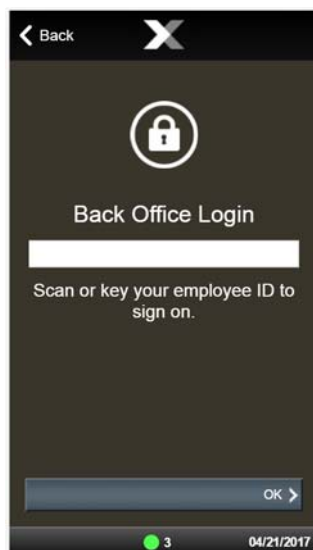 Back
Back Office Login
Scan or key your employee ID to
sign on.
OK
3
04/21/2017